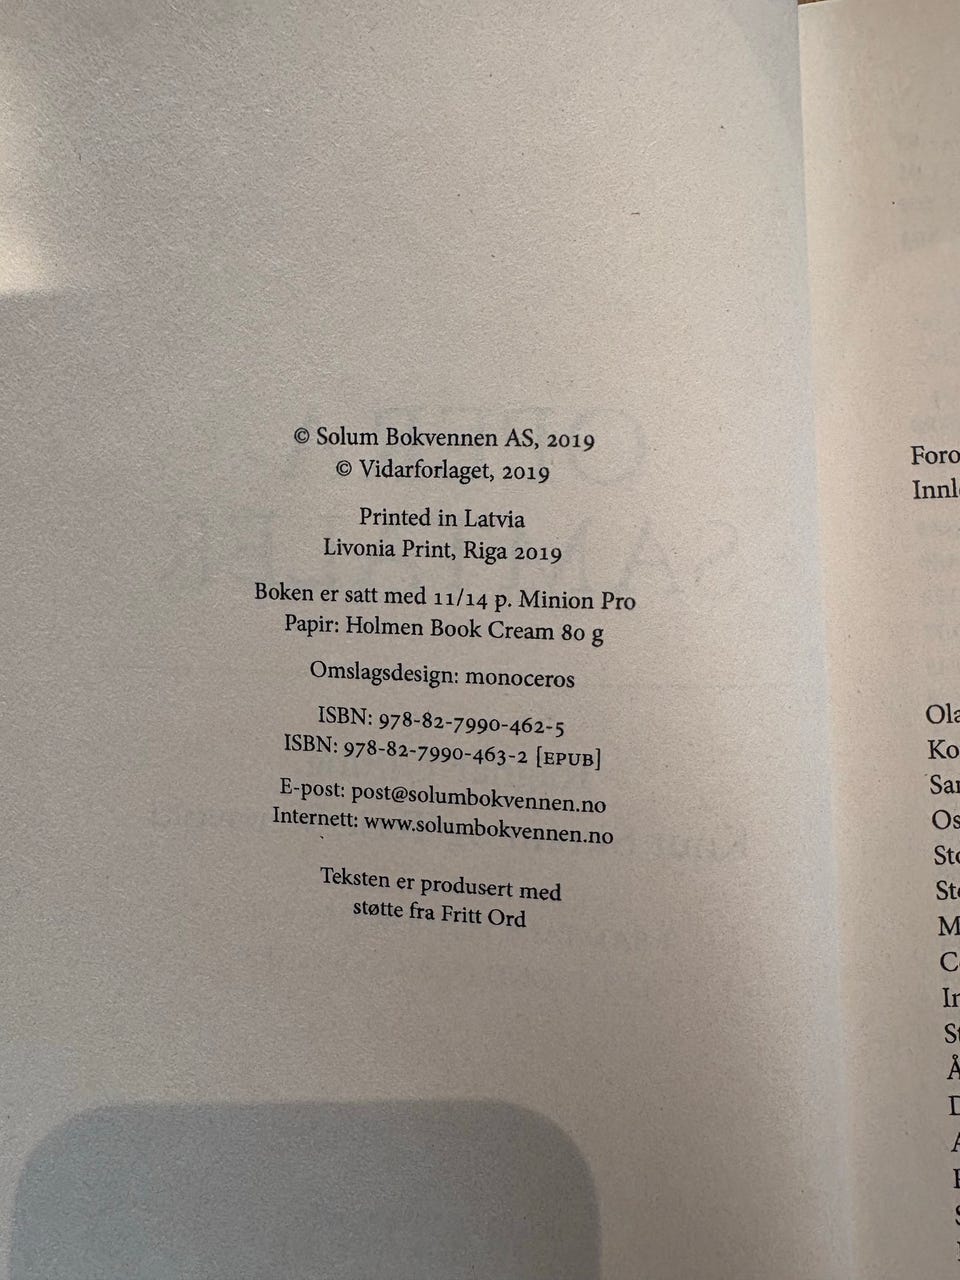 © Solum Bokvennen AS, 2019
© Vidarforlaget, 2019
Printed in Latvia
Livonia Print, Riga 2019
Boken er satt med 11/14 p. Minion Pro
Papir: Holmen Book Cream 80 g
Omslagsdesign: monoceros
ISBN: 978-82-7990-462-5
ISBN: 978-82-7990-463-2 [EPUB]
E-post: post@solumbokvennen.no
Internett: www.solumbokvennen.no
Teksten er produsert med
støtte fra Fritt Ord